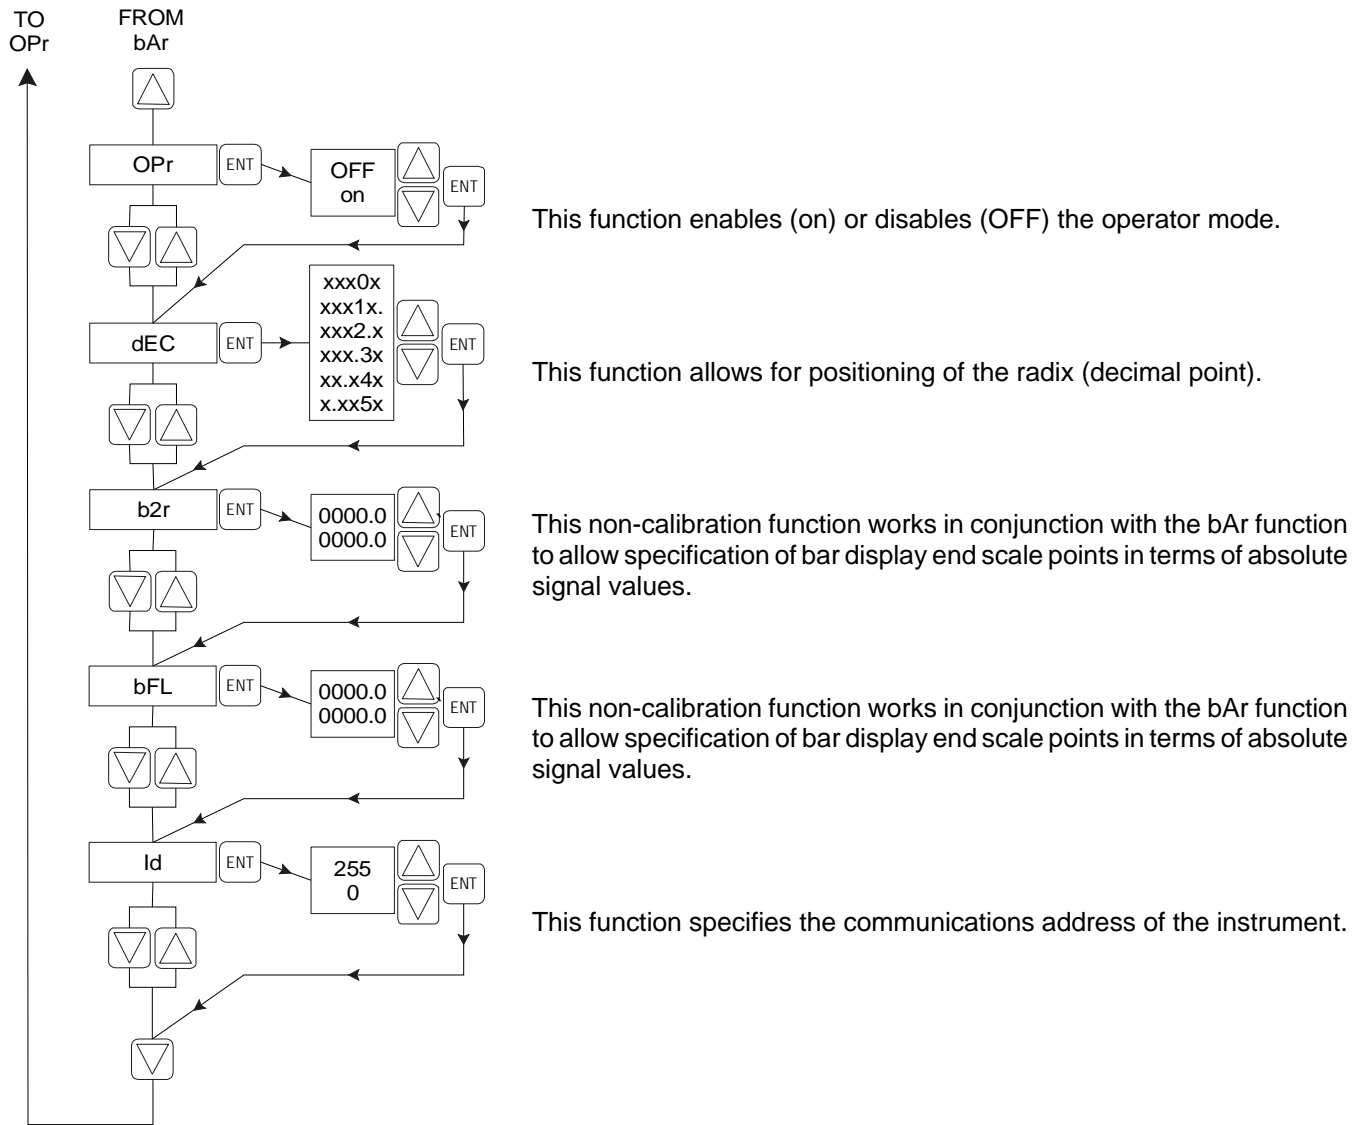 TO
OPr
FROM
bAr
OPr
ENT
OFF
on
ENT
This function enables (on) or disables (OFF) the operator mode.
dEC
ENT
xxx0x
xxx1x.
xxx2.x
xxx.3x
xx.x4x
x.xx5x
ENT
This function allows for positioning of the radix (decimal point).
b2r
ENT
0000.0
0000.0
ENT
This non-calibration function works in conjunction with the bAr function
to allow specification of bar display end scale points in terms of absolute
signal values.
bFL
ENT
0000.0
0000.0
ENT
This non-calibration function works in conjunction with the bAr function
to allow specification of bar display end scale points in terms of absolute
signal values.
Id
ENT
255
0
ENT
This function specifies the communications address of the instrument.